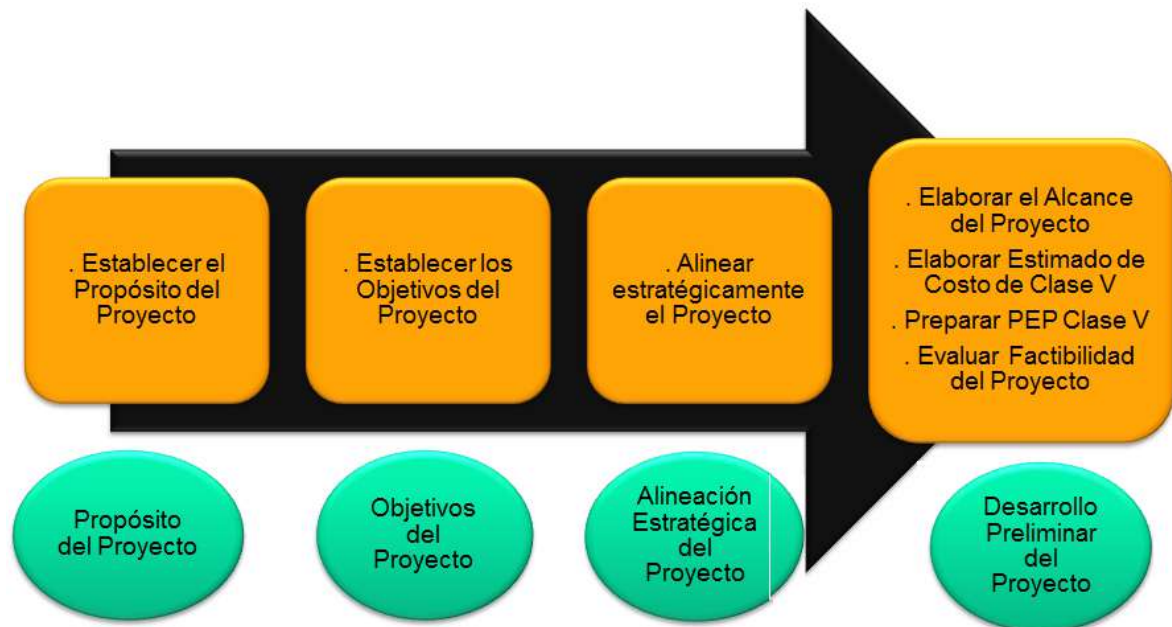 . Establecer el
Propósito del
Proyecto
. Establecer los
Objetivos del
Proyecto
. Alinear
estratégicamente
el Proyecto
. Elaborar el Alcance
del Proyecto
. Elaborar Estimado de
Costo de Clase V
. Preparar PEP Clase V
. Evaluar Factibilidad
del Proyecto
Propósito
del Proyecto
Objetivos
del
Proyecto
Alineación
Estratégica
del
Proyecto
Desarrollo
Preliminar
del
Proyecto